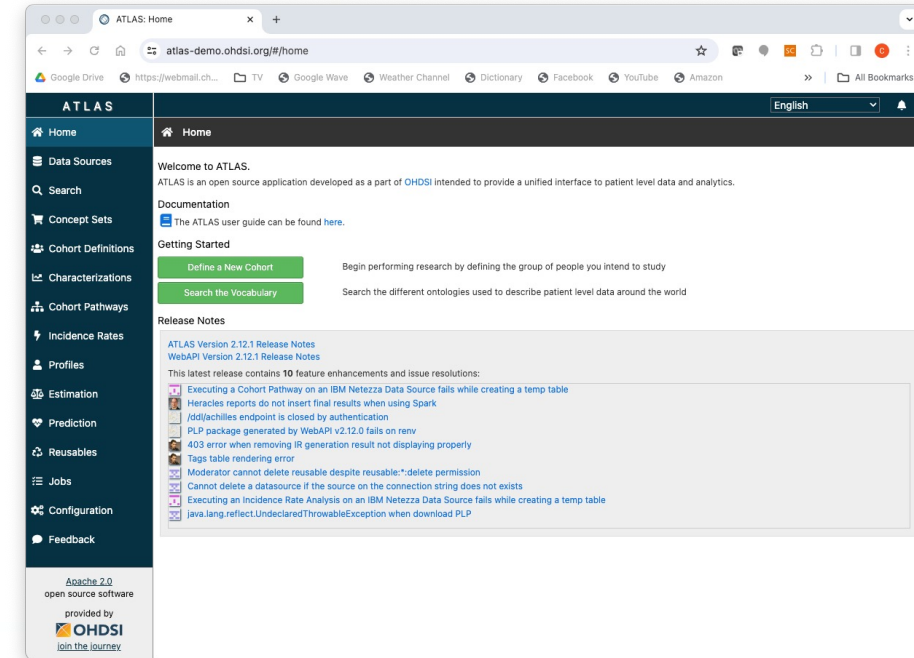 ATLAS: Home
atlas-demo.ohdsi.org/#/home
SC
C
Google Drive
https://webmail.ch...
TV
Google Wave
Weather Channel
Dictionary
Facebook
YouTube
Amazon
All Bookmarks
ATLAS
English
Home
Data Sources
Search
Concept Sets
Cohort Definitions
Characterizations
Cohort Pathways
Incidence Rates
Profiles
Estimation
Prediction
Reusables
Jobs
Configuration
Feedback
Apache 2.0
open source software
provided by
OHDSI
join the journey
Home
Welcome to ATLAS.
ATLAS is an open source application developed as a part of OHDSI intended to provide a unified interface to patient level data and analytics.
Documentation
The ATLAS user guide can be found here.
Getting Started
Define a New Cohort
Begin performing research by defining the group of people you intend to study
Search the Vocabulary
Search the different ontologies used to describe patient level data around the world
Release Notes
ATLAS Version 2.12.1 Release Notes
WebAPI Version 2.12.1 Release Notes
This latest release contains 10 feature enhancements and issue resolutions:
Executing a Cohort Pathway on an IBM Netezza Data Source fails while creating a temp table
Heracles reports do not insert final results when using Spark
/ddl/achilles endpoint is closed by authentication
PLP package generated by WebAPI v2.12.0 fails on renv
403 error when removing IR generation result not displaying properly
Tags table rendering error
Moderator cannot delete reusable despite reusable:*:delete permission
Cannot delete a datasource if the source on the connection string does not exists
Executing an Incidence Rate Analysis on an IBM Netezza Data Source fails while creating a temp table
java.lang.reflect.UndeclaredThrowableException when download PLP